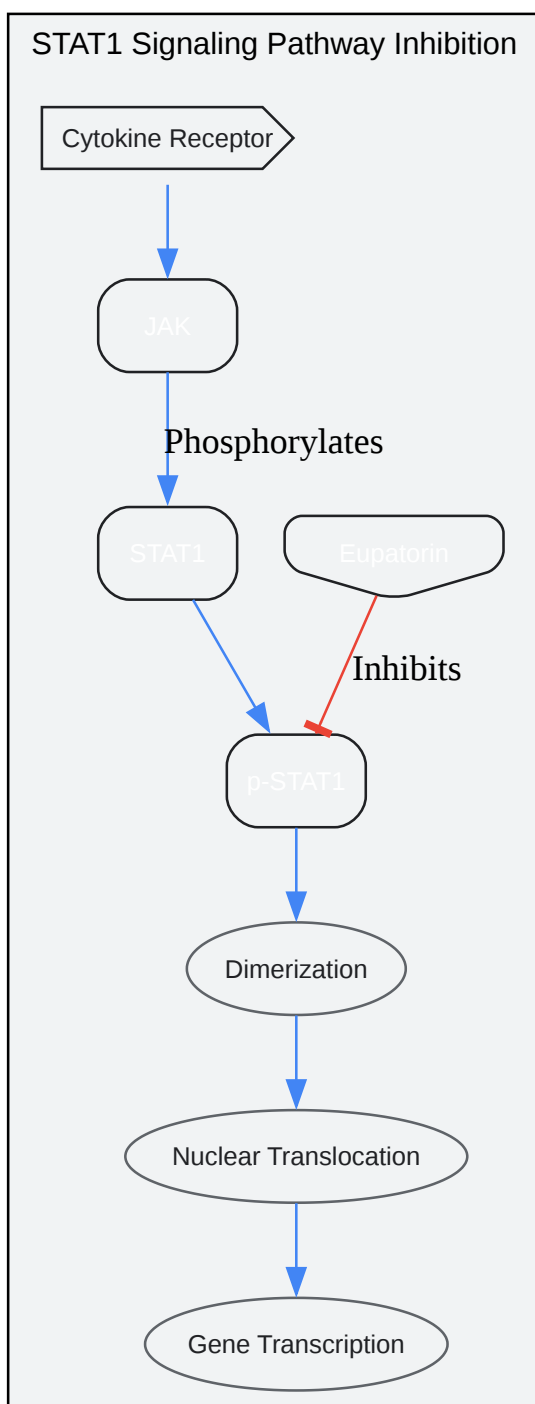 STAT1 Signaling Pathway Inhibition
Cytokine Receptor
JAK
Phosphorylates
STAT1
Eupatorin
Inhibits
p-STAT1
Dimerization
Nuclear Translocation
Gene Transcription